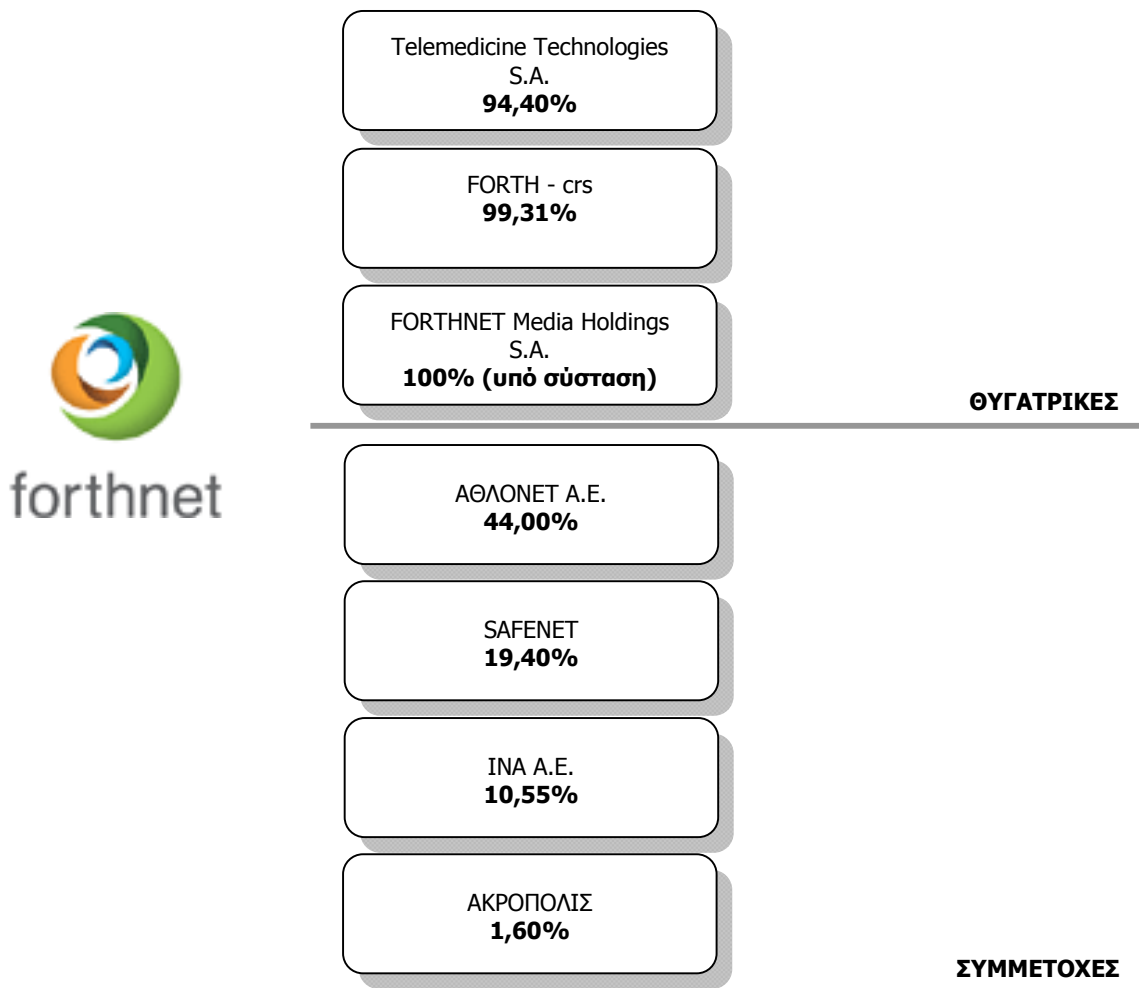 Telemedicine Technologies
S.A.
94,40%
FORTH - crs
99,31%
FORTHNET Media Holdings
S.A.
100% (υπό σύσταση)
ΘΥΓΑΤΡΙΚΕΣ
forthnet
ΑΘΛΟΝΕΤ Α.Ε.
44,00%
SAFENET
19,40%
ΙΝΑ Α.Ε.
10,55%
ΑΚΡΟΠΟΛΙΣ
1,60%
ΣΥΜΜΕΤΟΧΕΣ